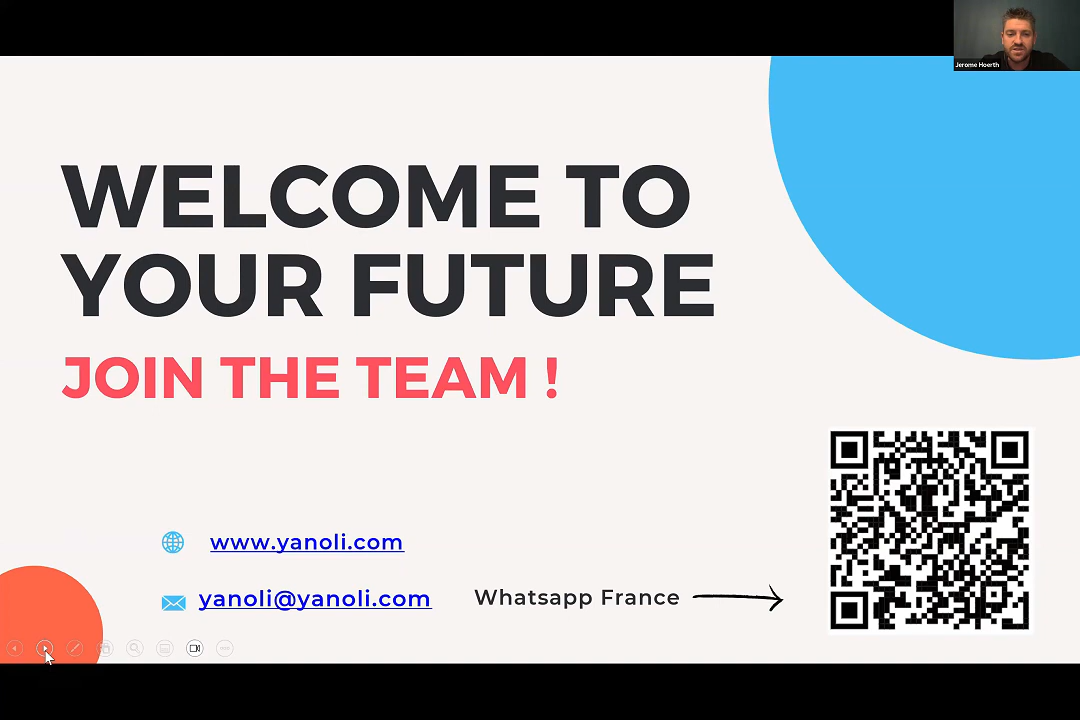 Jerome Hoerth
WELCOME TO
YOUR FUTURE
JOIN THE TEAM !
www.yanoli.com
yanoli@yanoli.com
Whatsapp France